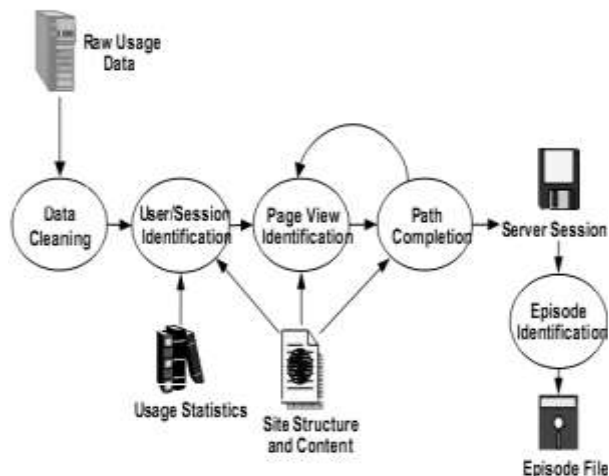 Raw Usage
Data
Data
Cleaning
User/Session
Identification
Page View
Identification
Path
Completion
Server Session
Episode
Identification
Usage Statistics
Site Structure
and Content
Episode File